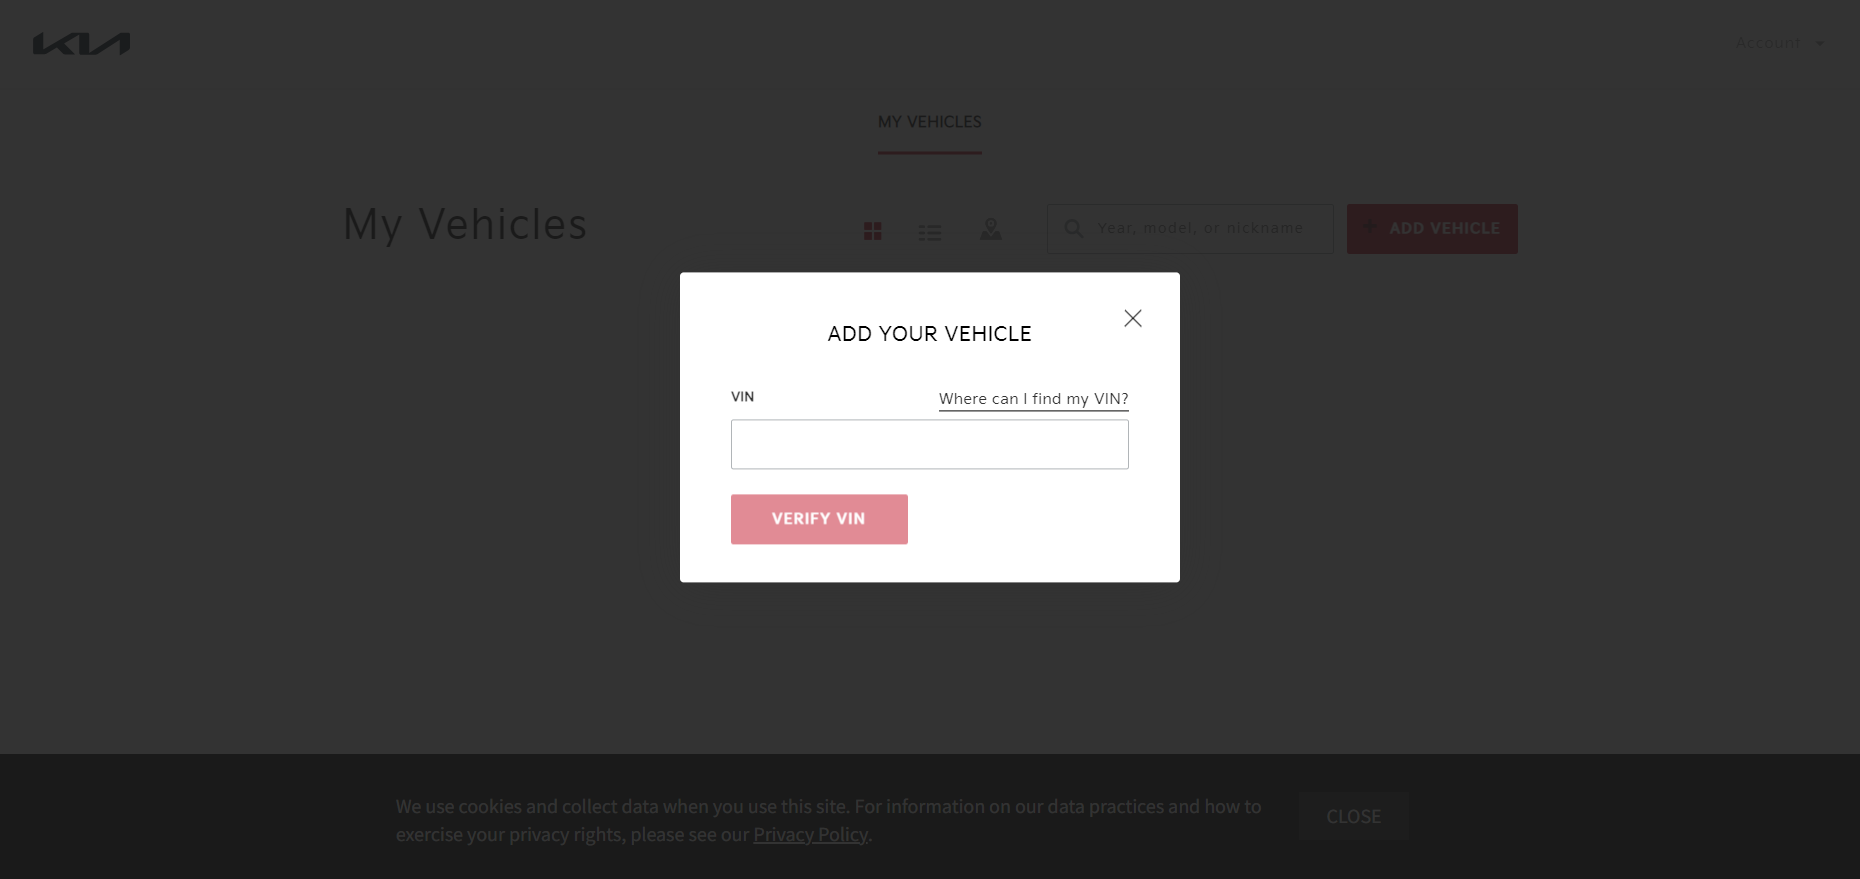 KIA
Account
MY VEHICLES
My Vehicles
Year, model, or nickname
ADD VEHICLE
ADD YOUR VEHICLE
VIN
Where can I find my VIN?
VERIFY VIN
We use cookies and collect data when you use this site. For information on our data practices and how to
exercise your privacy rights, please see our Privacy Policy.
CLOSE